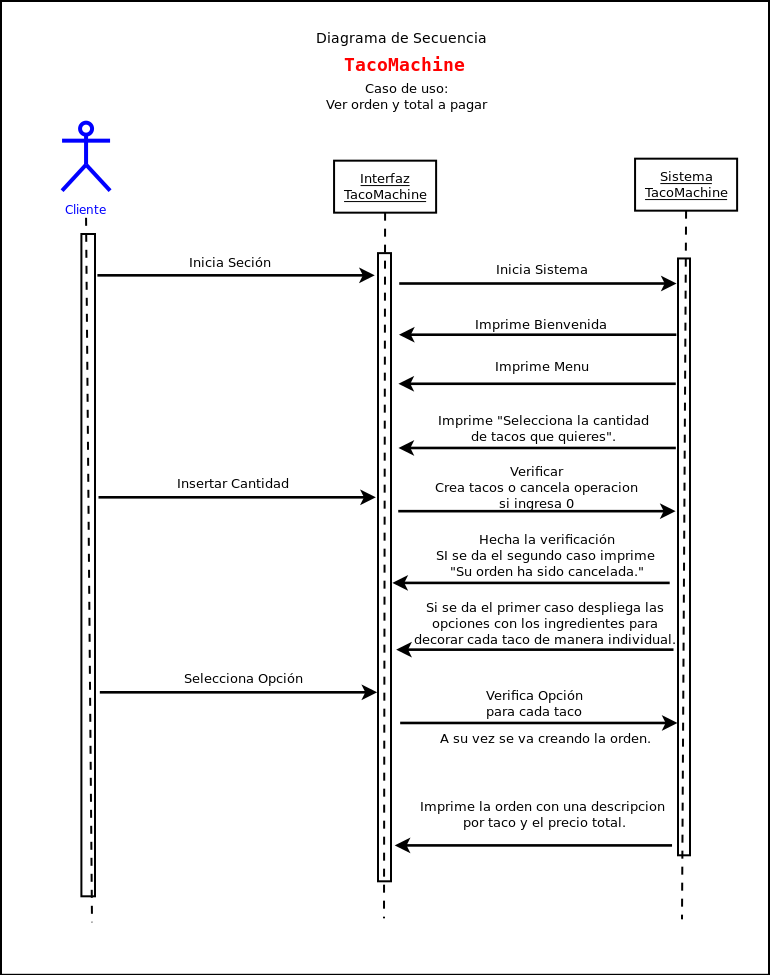 Diagrama de Secuencia
TacoMachine
Caso de uso:
Ver orden y total a pagar
Cliente
Interfaz
TacoMachine
Sistema
TacoMachine
Inicia Seción
Inicia Sistema
Imprime Bienvenida
Imprime Menu
Imprime "Selecciona la cantidad
de tacos que quieres".
Insertar Cantidad
Verificar
Crea tacos o cancela operacion
si ingresa 0
Hecha la verificación
SI se da el segundo caso imprime
"Su orden ha sido cancelada."
Si se da el primer caso despliega las
opciones con los ingredientes para
decorar cada taco de manera individual.
Selecciona Opción
Verifica Opción
para cada taco
A su vez se va creando la orden.
Imprime la orden con una descripcion
por taco y el precio total.